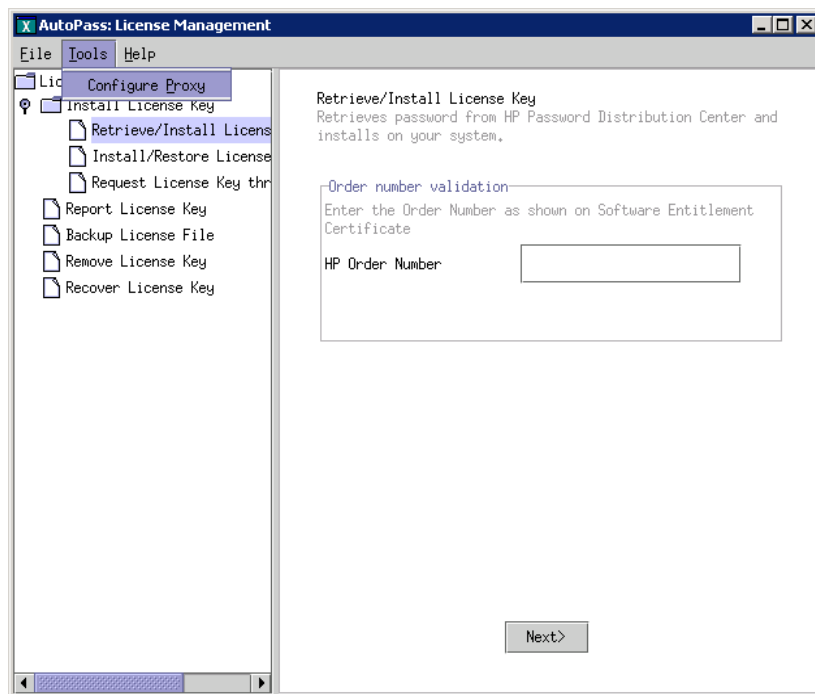 AutoPass: License Management
File Tools Help
Configure Proxy
Lic
Install License Key
Retrieve/Install Licens
Install/Restore License
Request License Key thr
Report License Key
Backup License File
Remove License Key
Recover License Key
Retrieve/Install License Key
Retrieves password from HP Password Distribution Center and
installs on your system.
Order number validation
Enter the Order Number as shown on Software Entitlement
Certificate
HP Order Number
Next>